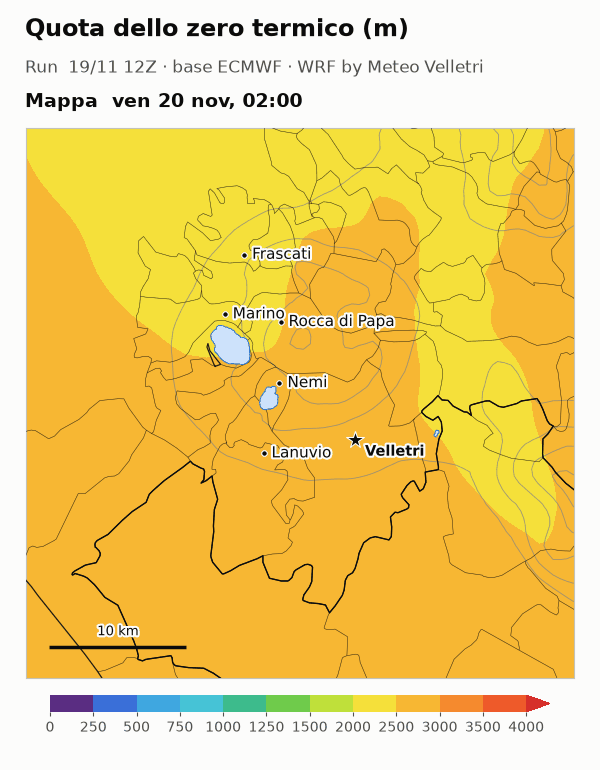 Quota dello zero termico (m)
Run  19/11 12Z · base ECMWF · WRF by Meteo Velletri
Mappa  ven 20 nov, 02:00
Frascati
Marino
Rocca di Papa
Nemi
Velletri
Lanuvio
10 km
0 250 500 750 1000 1250 1500 2000 2500 3000 3500 4000